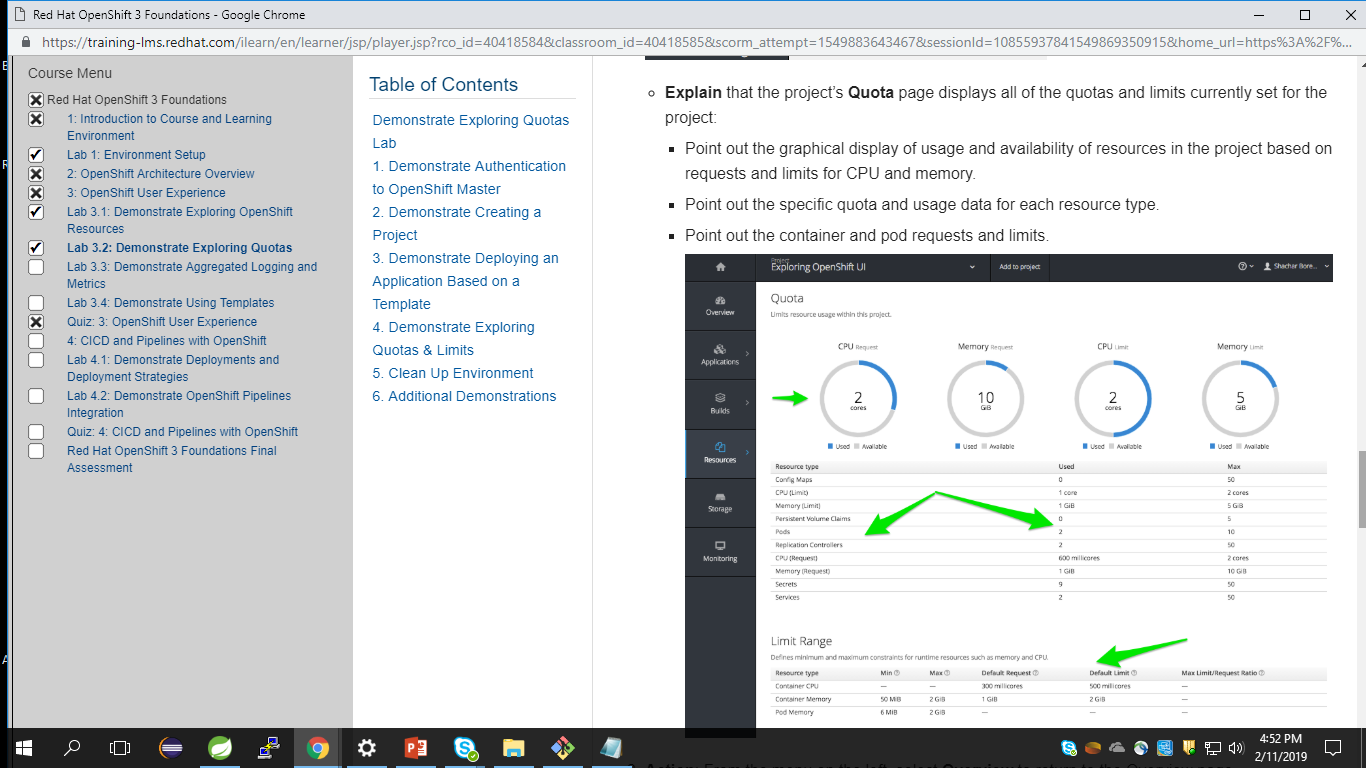 Red Hat OpenShift 3 Foundations - Google Chrome
https://training-lms.redhat.com/ilearn/en/learner/jsp/player.jsp?rco_id=40418584&classroom_id=40418585&scorm_attempt=1549883643467&sessionId=10855937841549869350915&home_url=https%3A%2F%...
Course Menu
Red Hat OpenShift 3 Foundations
1: Introduction to Course and Learning
Environment
Lab 1: Environment Setup
2: OpenShift Architecture Overview
3: OpenShift User Experience
Lab 3.1: Demonstrate Exploring OpenShift
Resources
Lab 3.2: Demonstrate Exploring Quotas
Lab 3.3: Demonstrate Aggregated Logging and
Metrics
Lab 3.4: Demonstrate Using Templates
Quiz: 3: OpenShift User Experience
4: CICD and Pipelines with OpenShift
Lab 4.1: Demonstrate Deployments and
Deployment Strategies
Lab 4.2: Demonstrate OpenShift Pipelines
Integration
Quiz: 4: CICD and Pipelines with OpenShift
Red Hat OpenShift 3 Foundations Final
Assessment
Table of Contents
Demonstrate Exploring Quotas
Lab
1. Demonstrate Authentication
to OpenShift Master
2. Demonstrate Creating a
Project
3. Demonstrate Deploying an
Application Based on a
Template
4. Demonstrate Exploring
Quotas & Limits
5. Clean Up Environment
6. Additional Demonstrations
Explain that the project's Quota page displays all of the quotas and limits currently set for the
project:
Point out the graphical display of usage and availability of resources in the project based on
requests and limits for CPU and memory.
Point out the specific quota and usage data for each resource type.
Point out the container and pod requests and limits.
Project
Exploring OpenShift UI
Add to project
Shachar Bore...
Overview
Applications
Builds
Resources
Storage
Monitoring
Quota
Limits resource usage within this project.
CPU Request Memory Request CPU Limit Memory Limit
2 10 2 5
cores GiB cores GiB
Used Available Used Available Used Available Used Available
Resource type Used Max
Config Maps 0 50
CPU (Limit) 1 core 2 cores
Memory (Limit) 1 GiB 5 GiB
Persistent Volume Claims 0 5
Pods 2 10
Replication Controllers 2 50
CPU (Request) 600 millicores 2 cores
Memory (Request) 1 GiB 10 GiB
Secrets 9 50
Services 2 50
Limit Range
Defines minimum and maximum constraints for runtime resources such as memory and CPU.
Resource type Min Max Default Request Default Limit Max Limit/Request Ratio
Container CPU — — 300 millicores 500 millicores —
Container Memory 50 MiB 2 GiB 1 GiB 2 GiB —
Pod Memory 6 MiB 2 GiB — — —
4:52 PM
2/11/2019